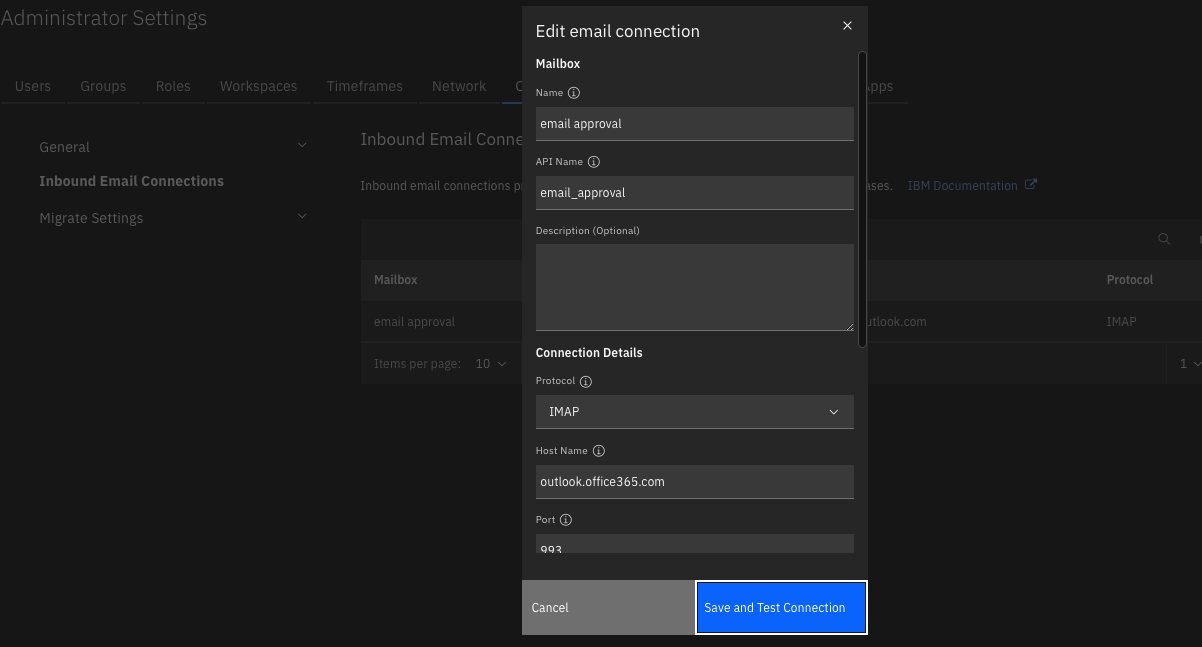 Administrator Settings
Users Groups Roles Workspaces Timeframes Network
General
Inbound Email Connections
Migrate Settings
Inbound Email Conne
Inbound email connections
ases. IBM Documentation
Mailbox Protocol
email approval utlook.com IMAP
Items per page: 10 1
Edit email connection
Mailbox
Name
email approval
API Name
email_approval
Description (Optional)
Connection Details
Protocol
IMAP
Host Name
outlook.office365.com
Port
993
Cancel Save and Test Connection